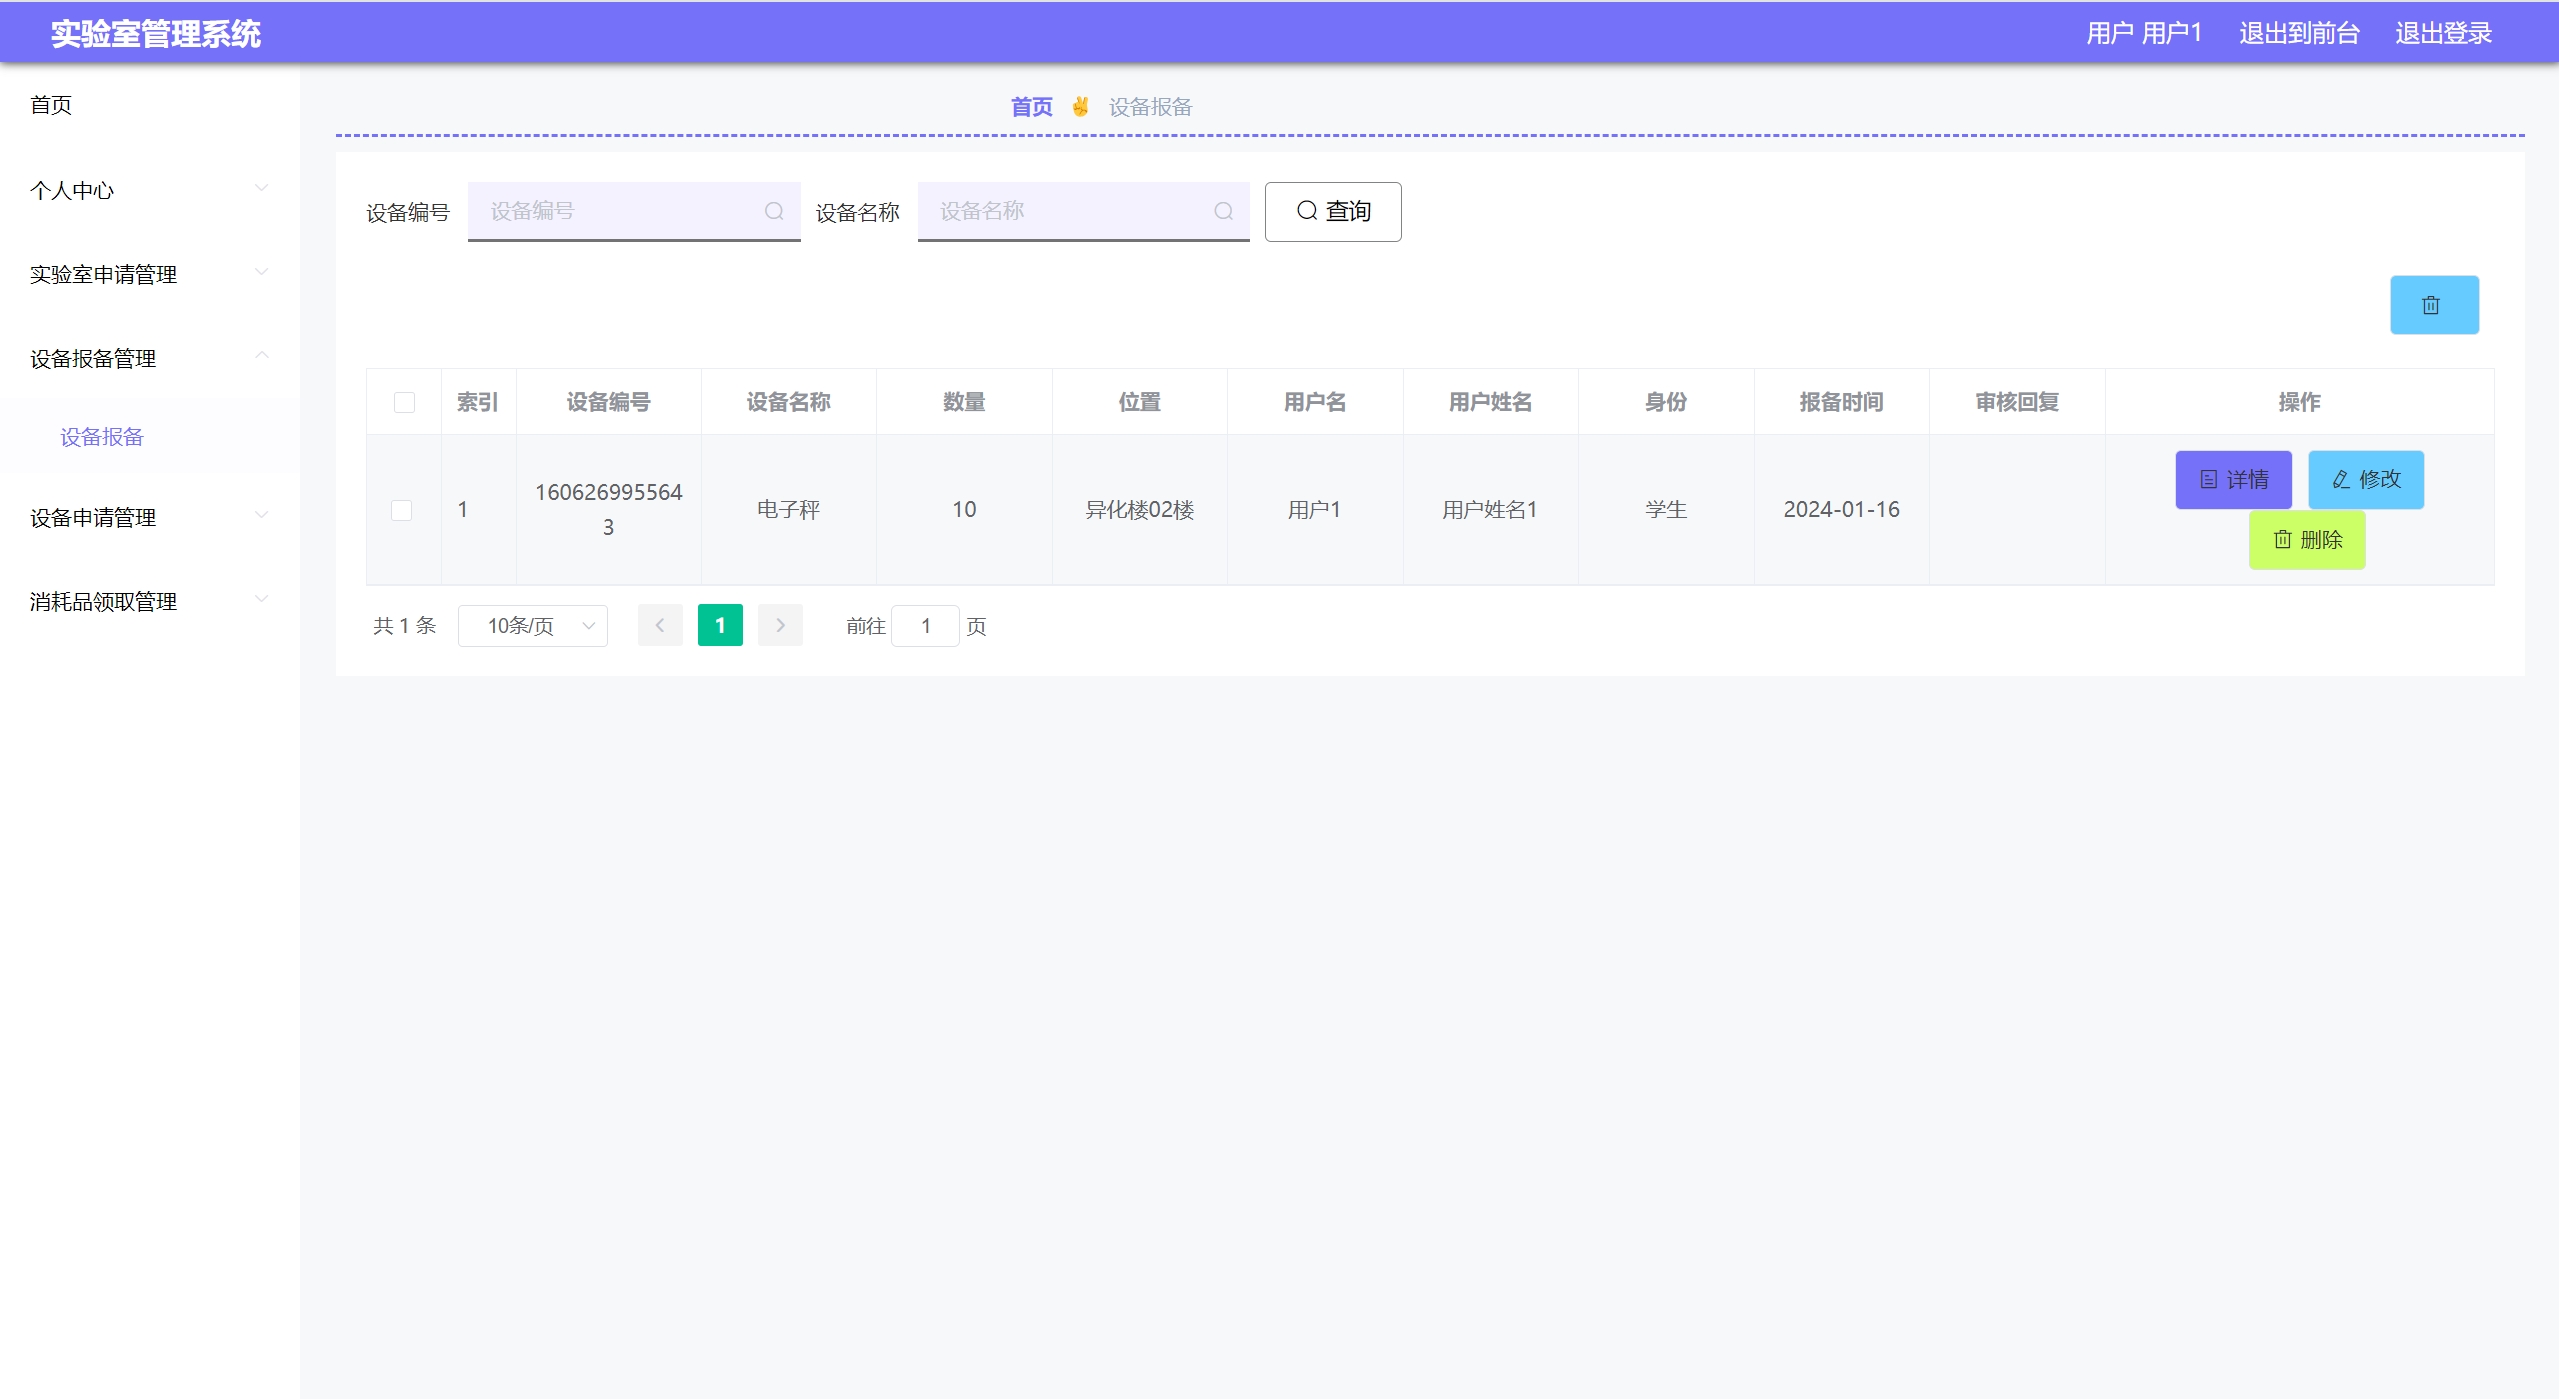 实验室管理系统
用户 用户1 退出到前台 退出登录
首页
个人中心
实验室申请管理
设备报备管理
设备报备
设备申请管理
消耗品领取管理
首页 ✌ 设备报备
设备编号 设备编号 设备名称 设备名称 查询
索引 设备编号 设备名称 数量 位置 用户名 用户姓名 身份 报备时间 审核回复 操作
1 160626995564
3 电子秤 10 异化楼02楼 用户1 用户姓名1 学生 2024-01-16 详情 修改
删除
共 1 条 10条/页 1 前往 1 页